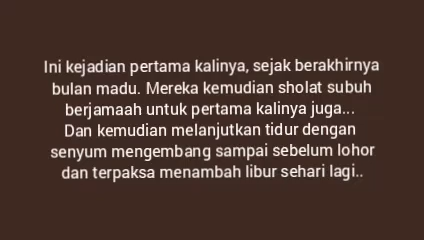 Ini kejadian pertama kalinya, sejak berakhirnya
bulan madu. Mereka kemudian sholat subuh
berjamaah untuk pertama kalinya juga...
Dan kemudian melanjutkan tidur dengan
senyum mengembang sampai sebelum lohor
dan terpaksa menambah libur sehari lagi..